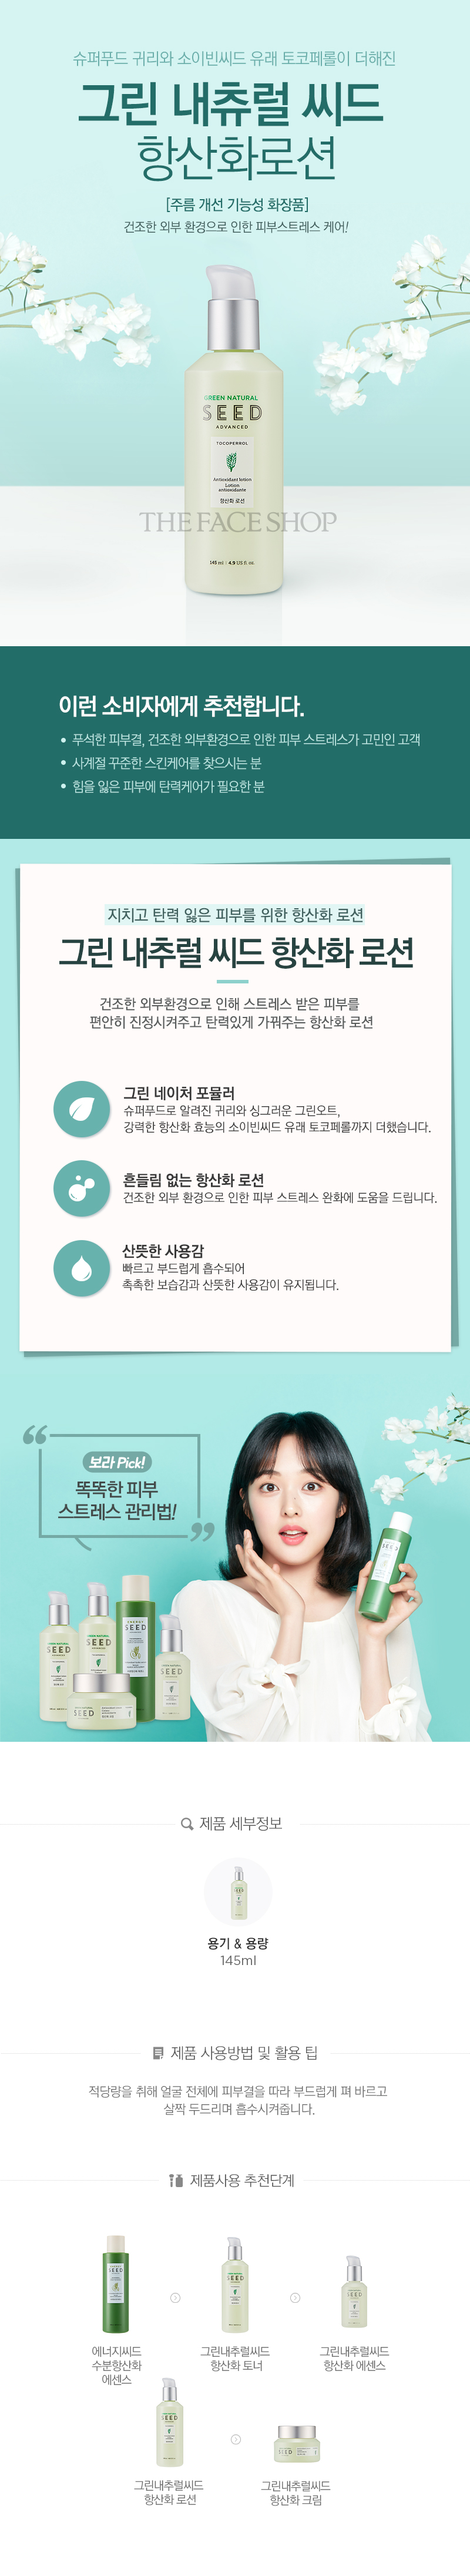 슈퍼푸드 귀리와 소이빈씨드 유래 토코페롤이 더해진
그린 내츄럴 씨드
항산화로션
[주름 개선 기능성 화장품]
건조한 외부 환경으로 인한 피부스트레스 케어!
GREEN NATURAL
SEED
ADVANCED
TOCOPERROL
Antioxidant lotion
Lotion
antioxidante
항산화 로션
THE FACE SHOP
145 ml | 4.9 US fl. oz
이런 소비자에게 추천합니다.
• 푸석한 피부결, 건조한 외부환경으로 인한 피부 스트레스가 고민인 고객
• 사계절 꾸준한 스킨케어를 찾으시는 분
• 힘을 잃은 피부에 탄력케어가 필요한 분
지치고 탄력 잃은 피부를 위한 항산화 로션
그린 내추럴 씨드 항산화 로션
건조한 외부환경으로 인해 스트레스 받은 피부를
편안히 진정시켜주고 탄력있게 가꿔주는 항산화 로션
그린 네이처 포뮬러
슈퍼푸드로 알려진 귀리와 싱그러운 그린오트,
강력한 항산화 효능의 소이빈씨드 유래 토코페롤까지 더했습니다.
흔들림 없는 항산화 로션
건조한 외부 환경으로 인한 피부 스트레스 완화에 도움을 드립니다.
산뜻한 사용감
빠르고 부드럽게 흡수되어
촉촉한 보습감과 산뜻한 사용감이 유지됩니다.
보라 Pick!
똑똑한 피부
스트레스 관리법!
SEED
SEED
SEED
SEED
SEED
SEED
제품 세부정보
용기 & 용량
145ml
제품 사용방법 및 활용 팁
적당량을 취해 얼굴 전체에 피부결을 따라 부드럽게 펴 바르고
살짝 두드리며 흡수시켜줍니다.
제품사용 추천단계
SEED
SEED
SEED
에너지씨드
수분항산화
에센스
그린내추럴씨드
항산화 토너
그린내추럴씨드
항산화 에센스
SEED
SEED
그린내추럴씨드
항산화 로션
그린내추럴씨드
항산화 크림